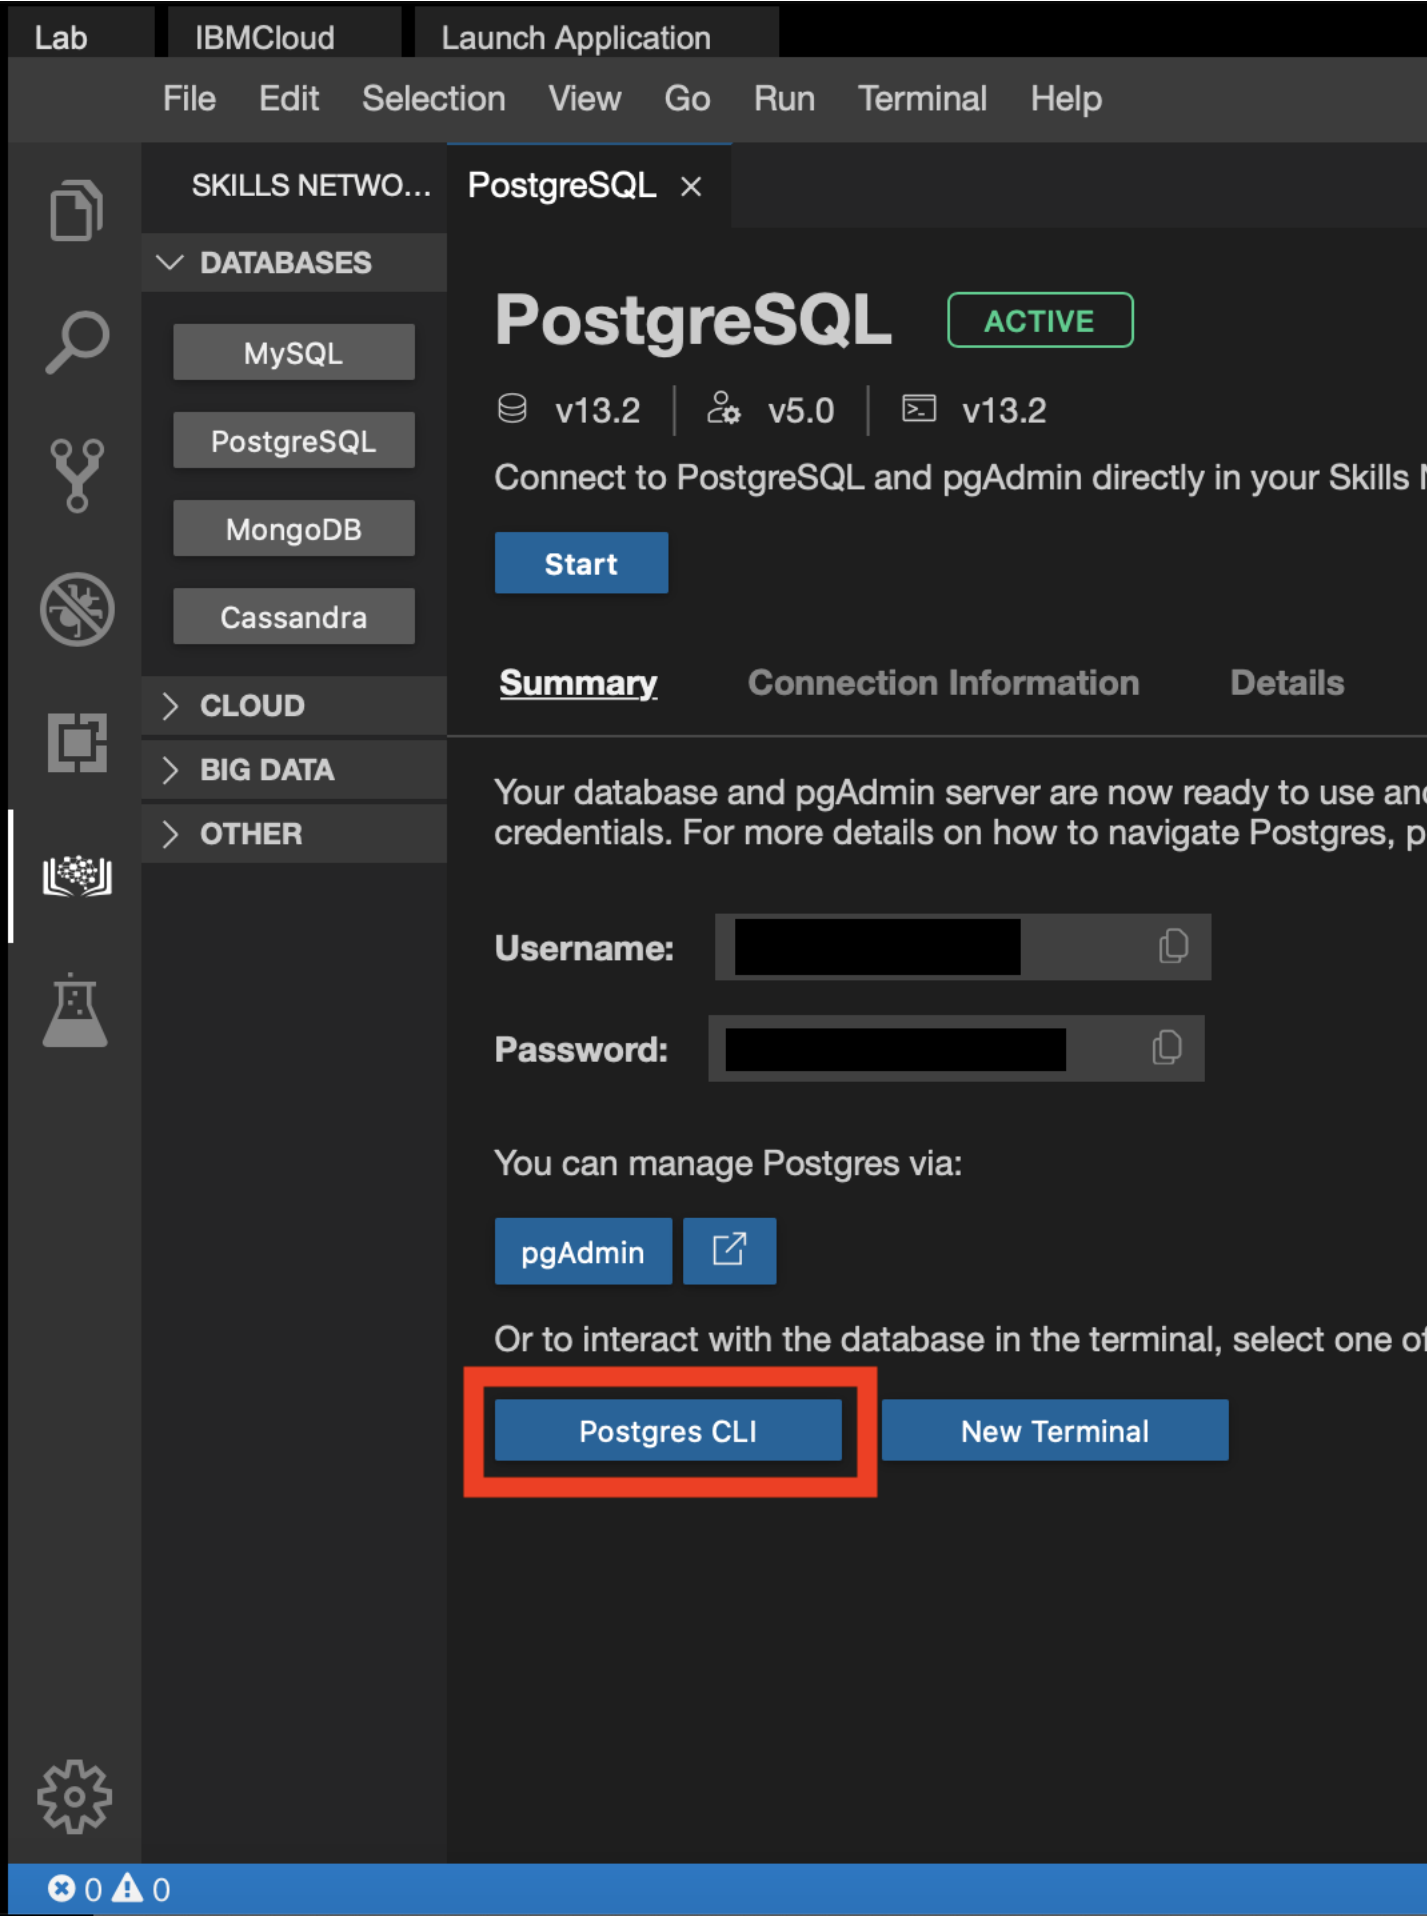 Lab IBMCloud Launch Application
File Edit Selection View Go Run Terminal Help
SKILLS NETWO...
PostgreSQL ×
DATABASES
MySQL
PostgreSQL
MongoDB
Cassandra
CLOUD
BIG DATA
OTHER
PostgreSQL ACTIVE
v13.2 v5.0 v13.2
Connect to PostgreSQL and pgAdmin directly in your Skills
Start
Summary Connection Information Details
Your database and pgAdmin server are now ready to use and
credentials. For more details on how to navigate Postgres, p
Username:
Password:
You can manage Postgres via:
pgAdmin
Or to interact with the database in the terminal, select one of
Postgres CLI New Terminal
0 0